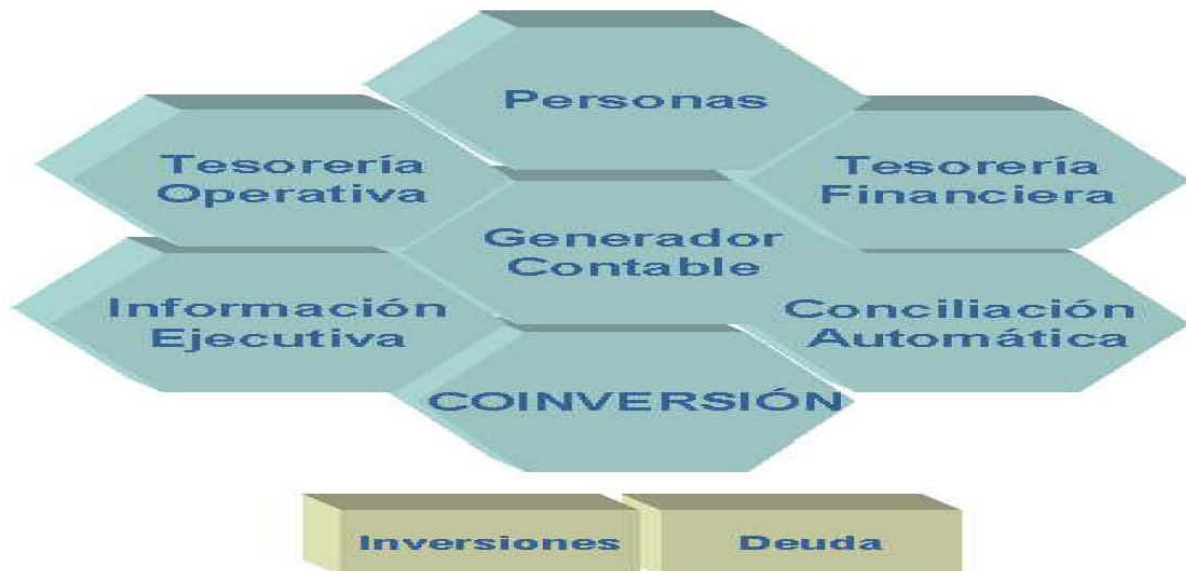 Personas
Tesorería
Operativa
Tesorería
Financiera
Generador
Contable
Información
Ejecutiva
Conciliación
Automática
COINVERSIÓN
Inversiones
Deuda